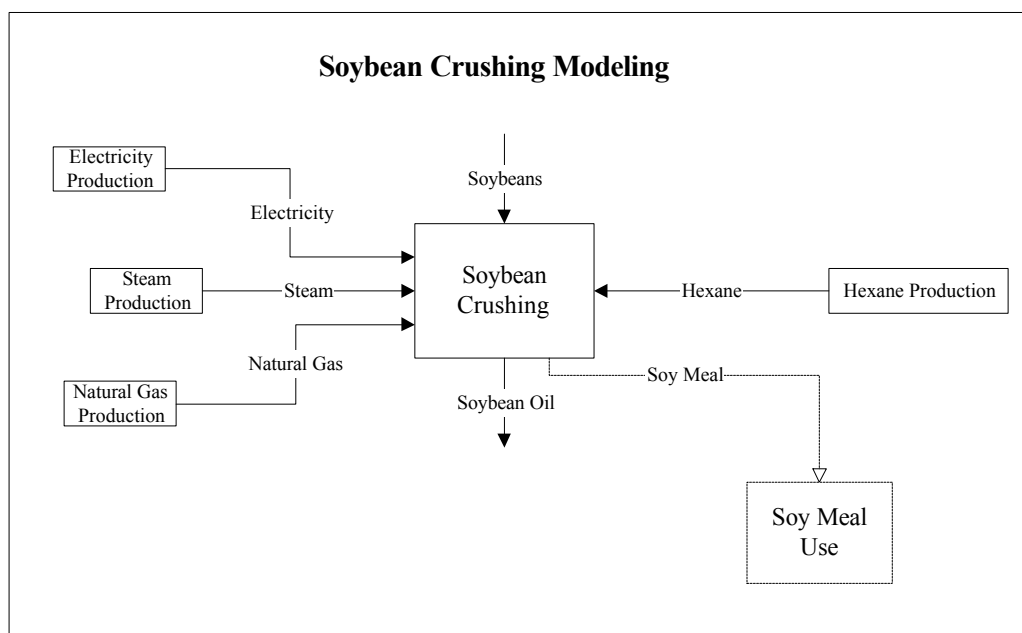 Soybean Crushing Modeling
Electricity
Production
Soybeans
Electricity
Steam
Production
Steam
Soybean
Crushing
Hexane
Hexane Production
Natural Gas
Natural Gas
Production
Soybean Oil
Soy Meal
Soy Meal
Use